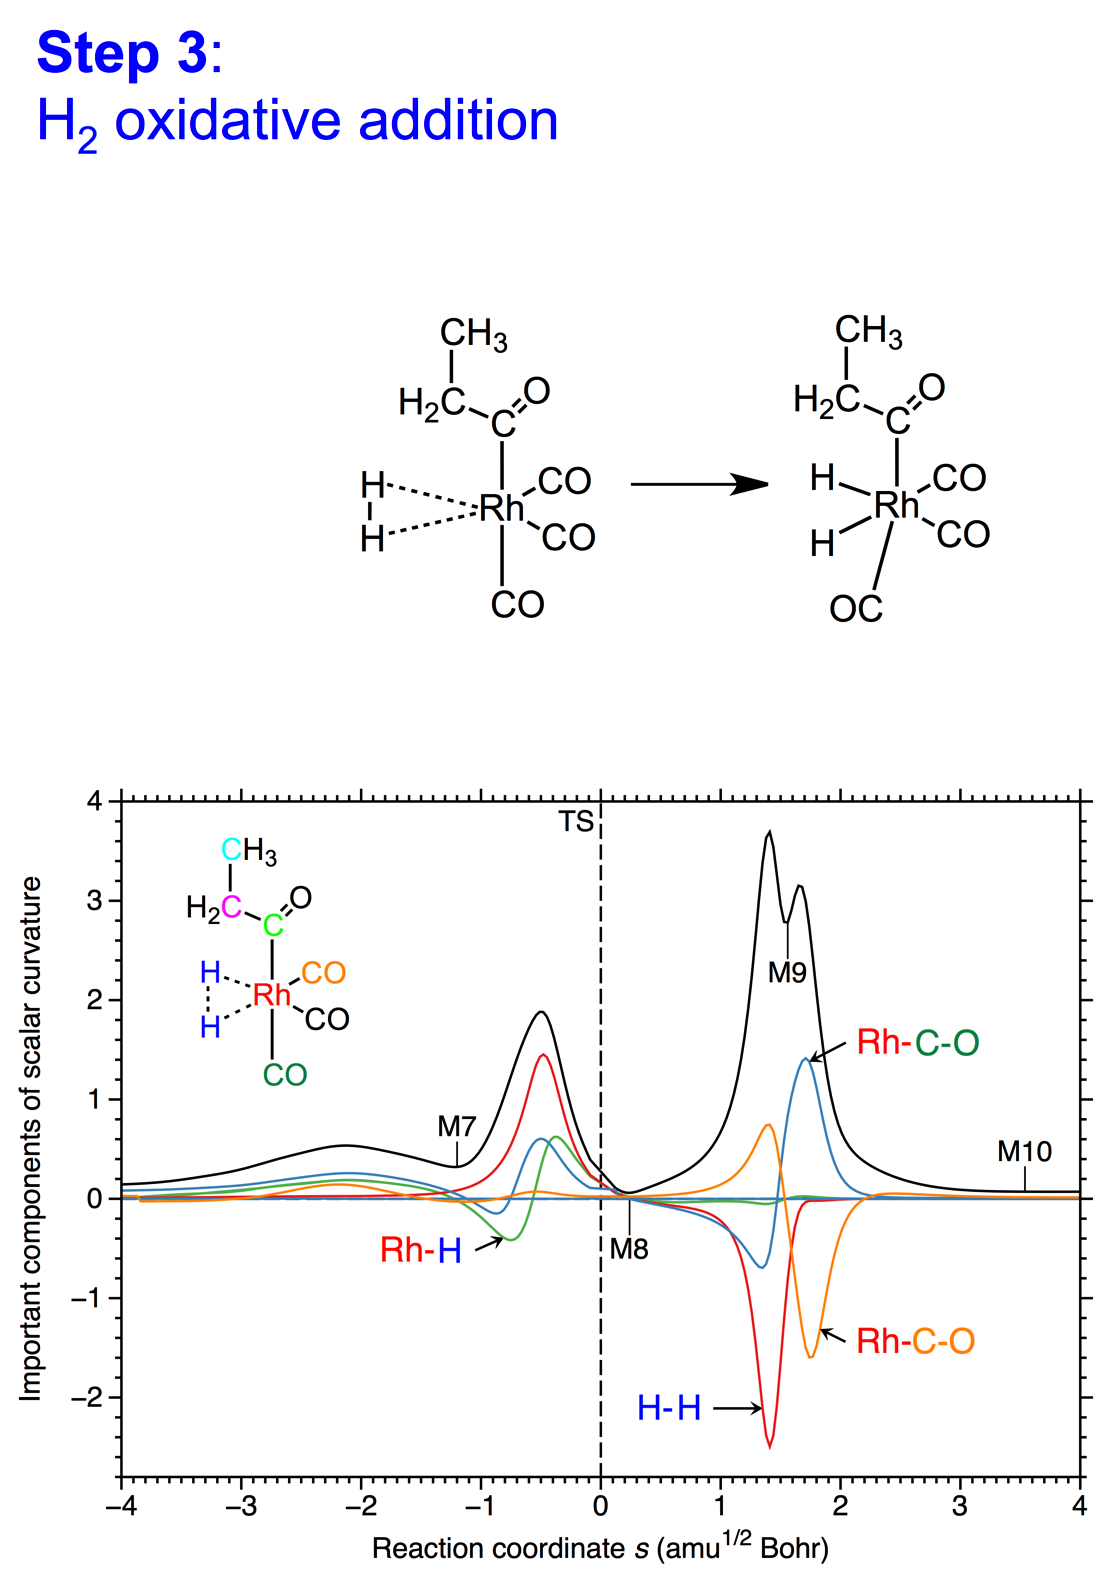 Step 3:
H₂ oxidative addition
CH₃
H₂C
C
O
H
H
Rh
CO
CO
CO
CH₃
H₂C
C
O
H
H
Rh
CO
CO
OC
Important components of scalar curvature
4
3
2
1
0
−1
−2
TS
CH₃
H₂C
C
O
H
H
Rh
CO
CO
CO
M7
M8
M9
M10
Rh-H
Rh-C-O
Rh-C-O
H-H
−4
−3
−2
−1
0
1
2
3
4
Reaction coordinate s (amu¹ᐟ² Bohr)